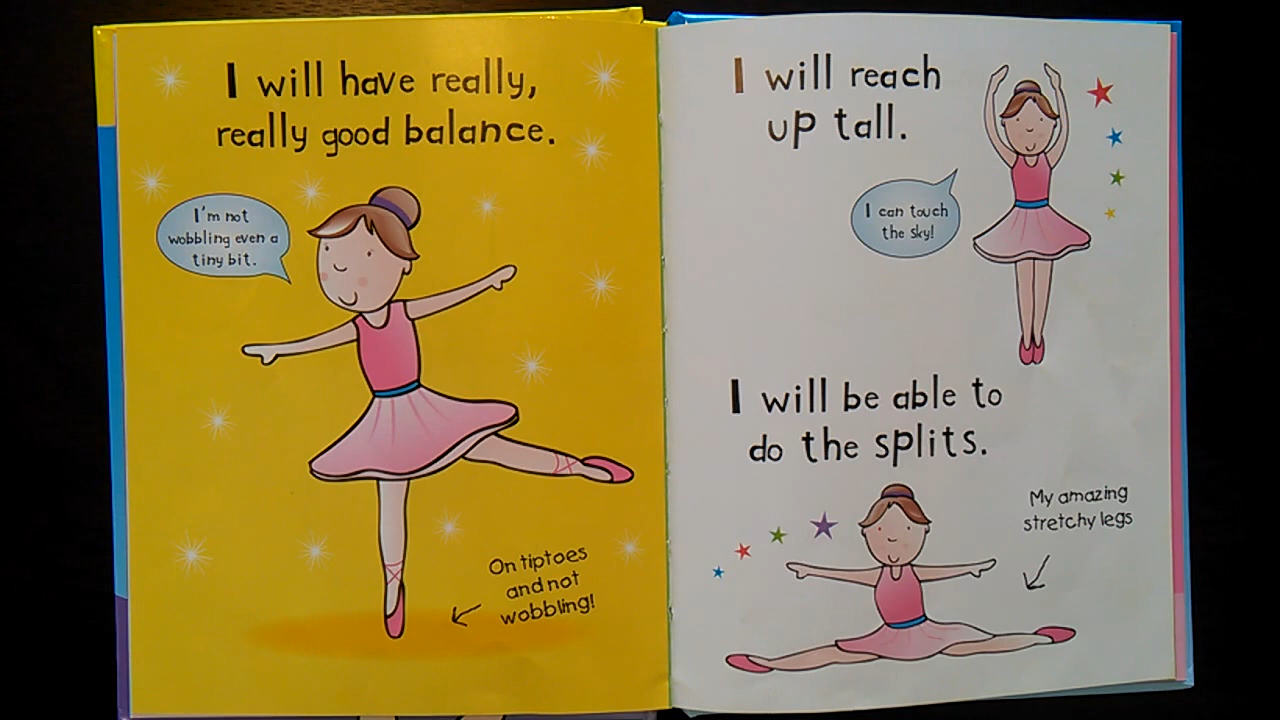 I will have really,
really good balance.
I'm not
wobbling even a
tiny bit.
On tiptoes
and not
wobbling!
I will reach
up tall.
I can touch
the sky!
I will be able to
do the splits.
My amazing
stretchy legs